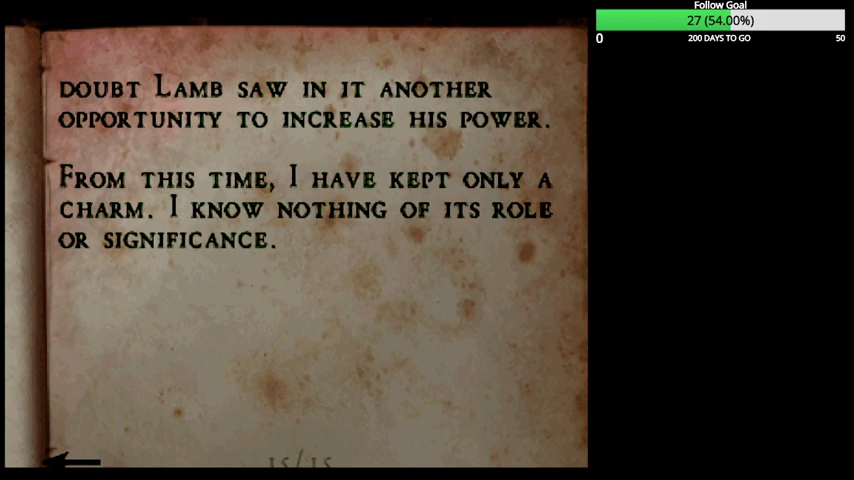 doubt Lamb saw in it another
opportunity to increase his power.
From this time, I have kept only a
charm. I know nothing of its role
or significance.
15/15
Follow Goal
27 (54.00%)
0
200 DAYS TO GO
50